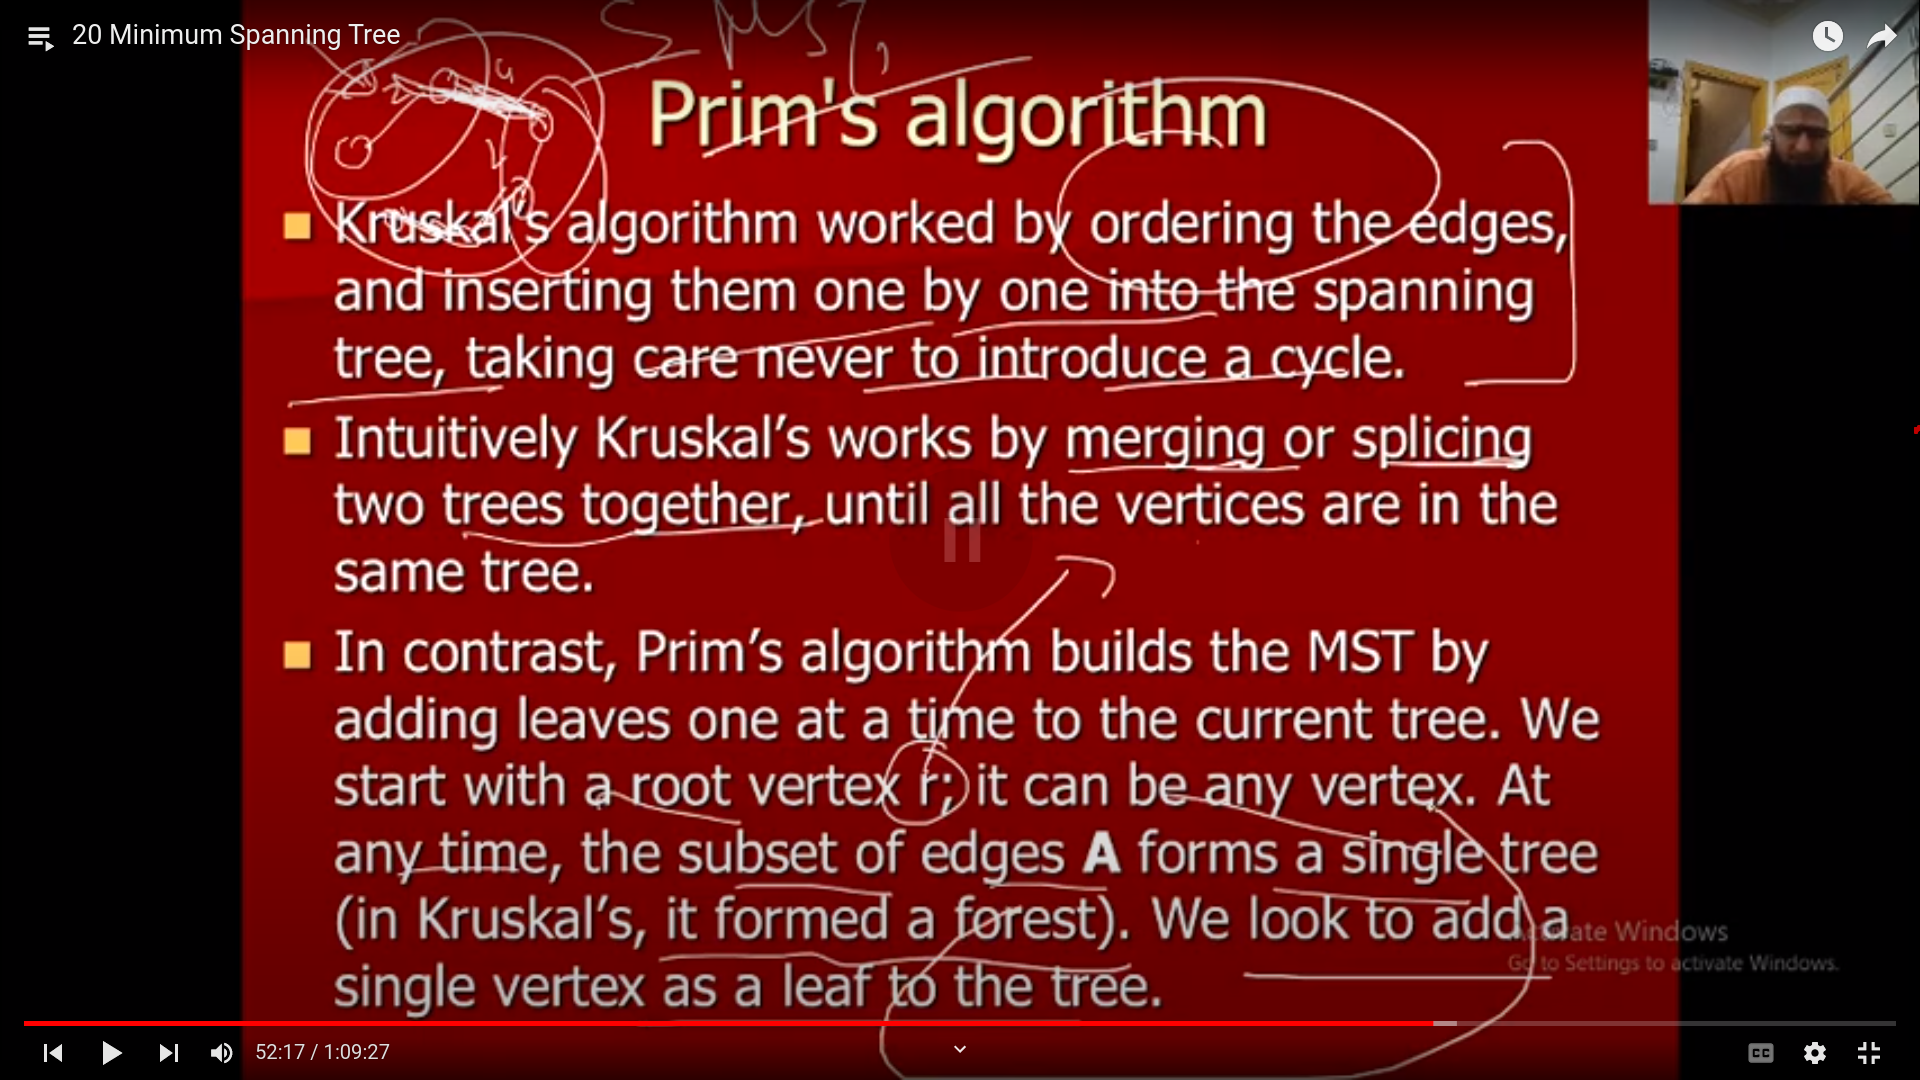 20 Minimum Spanning Tree
Prim's algorithm
Kruskal's algorithm worked by ordering the edges,
and inserting them one by one into the spanning
tree, taking care never to introduce a cycle.
Intuitively Kruskal’s works by merging or splicing
two trees together, until all the vertices are in the
same tree.
In contrast, Prim’s algorithm builds the MST by
adding leaves one at a time to the current tree. We
start with a root vertex r; it can be any vertex. At
any time, the subset of edges A forms a single tree
(in Kruskal’s, it formed a forest). We look to add a
single vertex as a leaf to the tree.
Activate Windows
Go to Settings to activate Windows.
52:17 / 1:09:27
CC